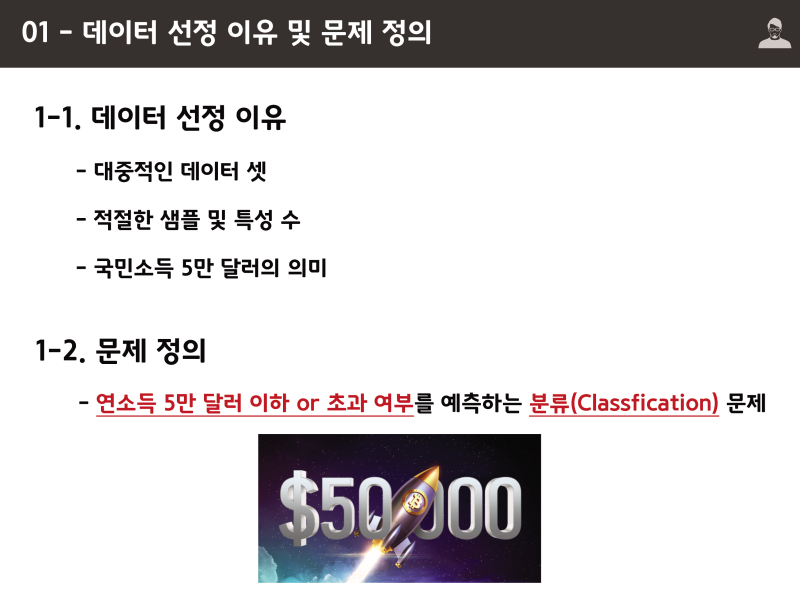 01 - 데이터 선정 이유 및 문제 정의
1-1. 데이터 선정 이유
- 대중적인 데이터 셋
- 적절한 샘플 및 특성 수
- 국민소득 5만 달러의 의미
1-2. 문제 정의
- 연소득 5만 달러 이하 or 초과 여부를 예측하는 분류(Classfication) 문제
$50,000